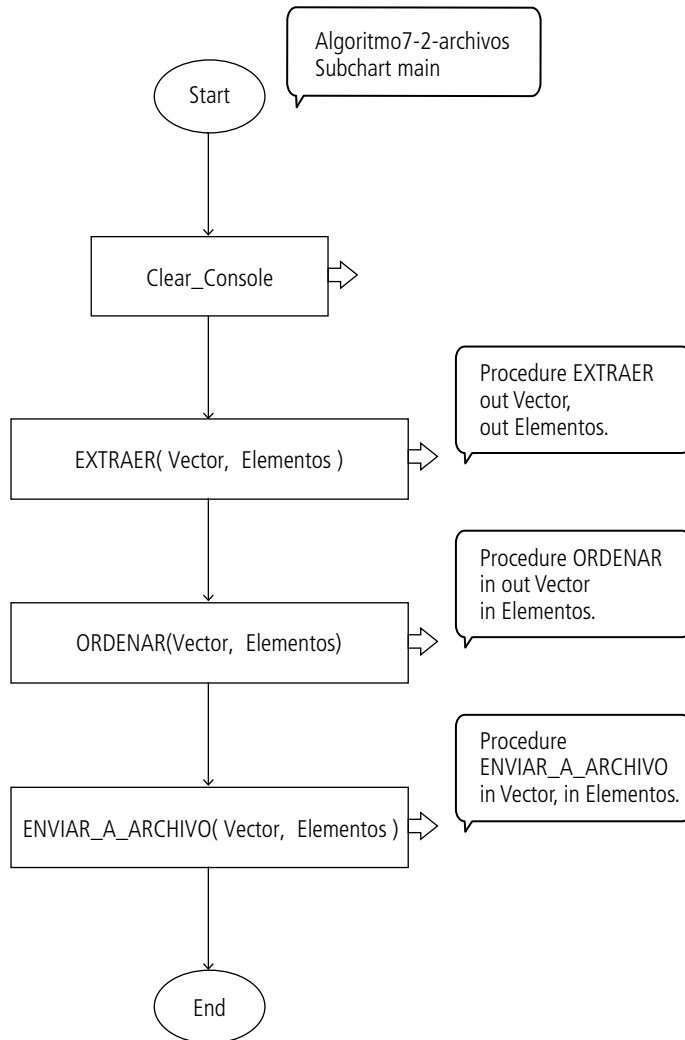 Algoritmo7-2-archivos
Subchart main
Start
Clear_Console
Procedure EXTRAER
out Vector,
out Elementos.
EXTRAER( Vector, Elementos )
Procedure ORDENAR
in out Vector
in Elementos.
ORDENAR(Vector, Elementos)
Procedure
ENVIAR_A_ARCHIVO
in Vector, in Elementos.
ENVIAR_A_ARCHIVO( Vector, Elementos )
End